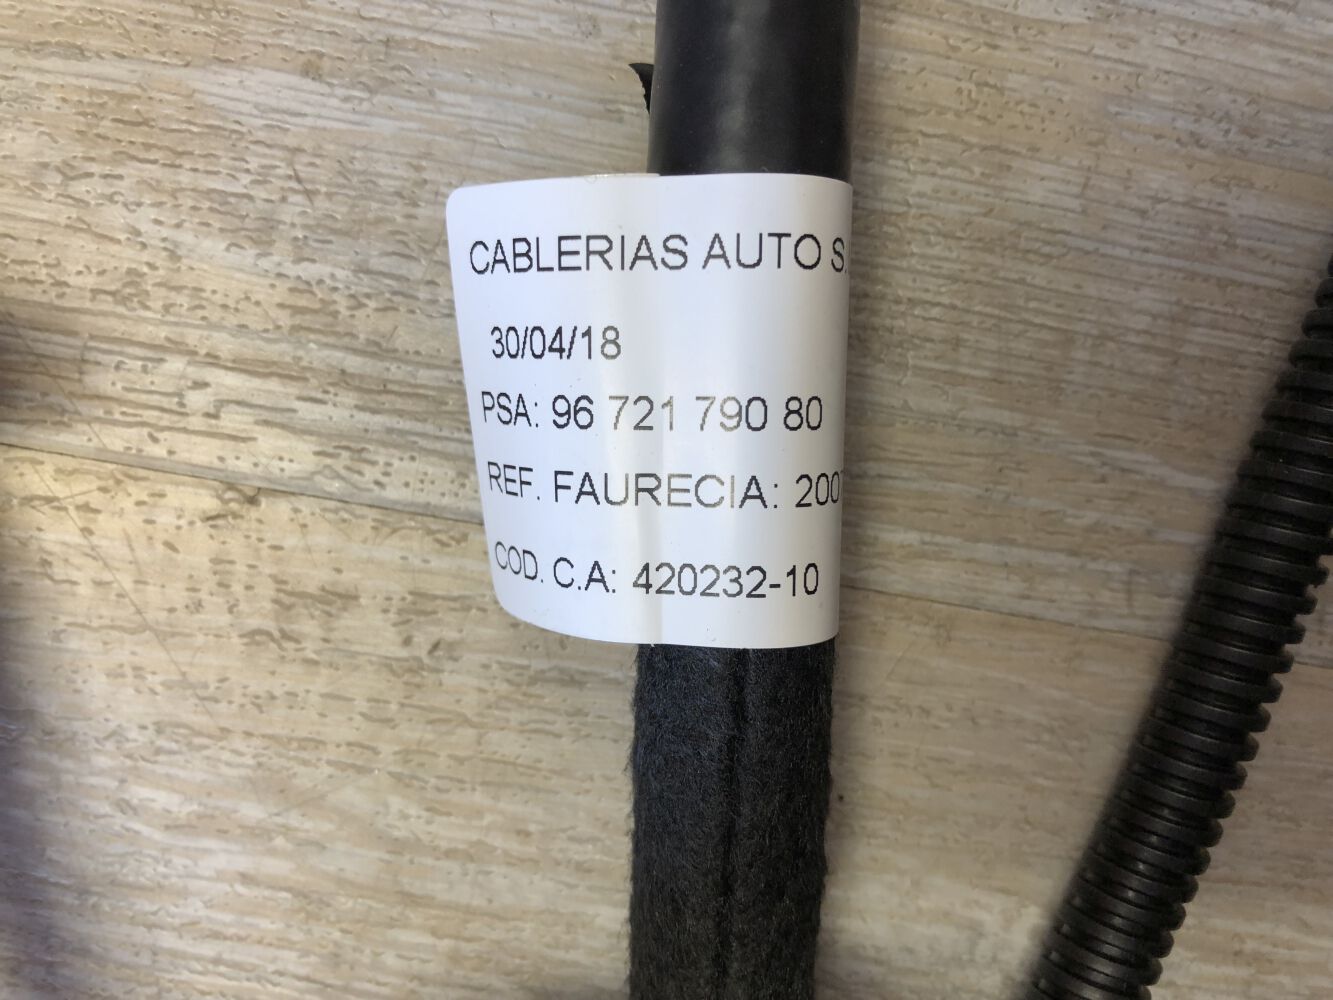 CABLERIAS AUTO S.
30/04/18
PSA: 96 721 790 80
REF. FAURECIA: 200
COD. C.A: 420232-10